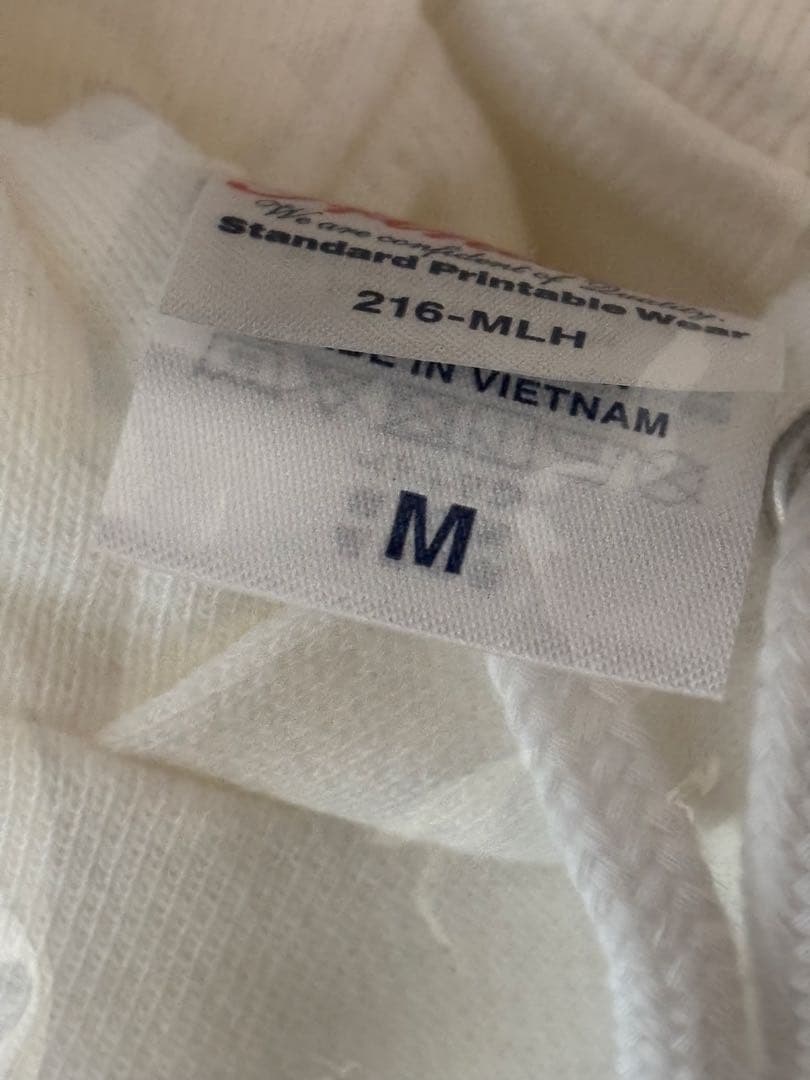 We are confident of Quality.
Standard Printable Wear
216-MLH
IN VIETNAM
M